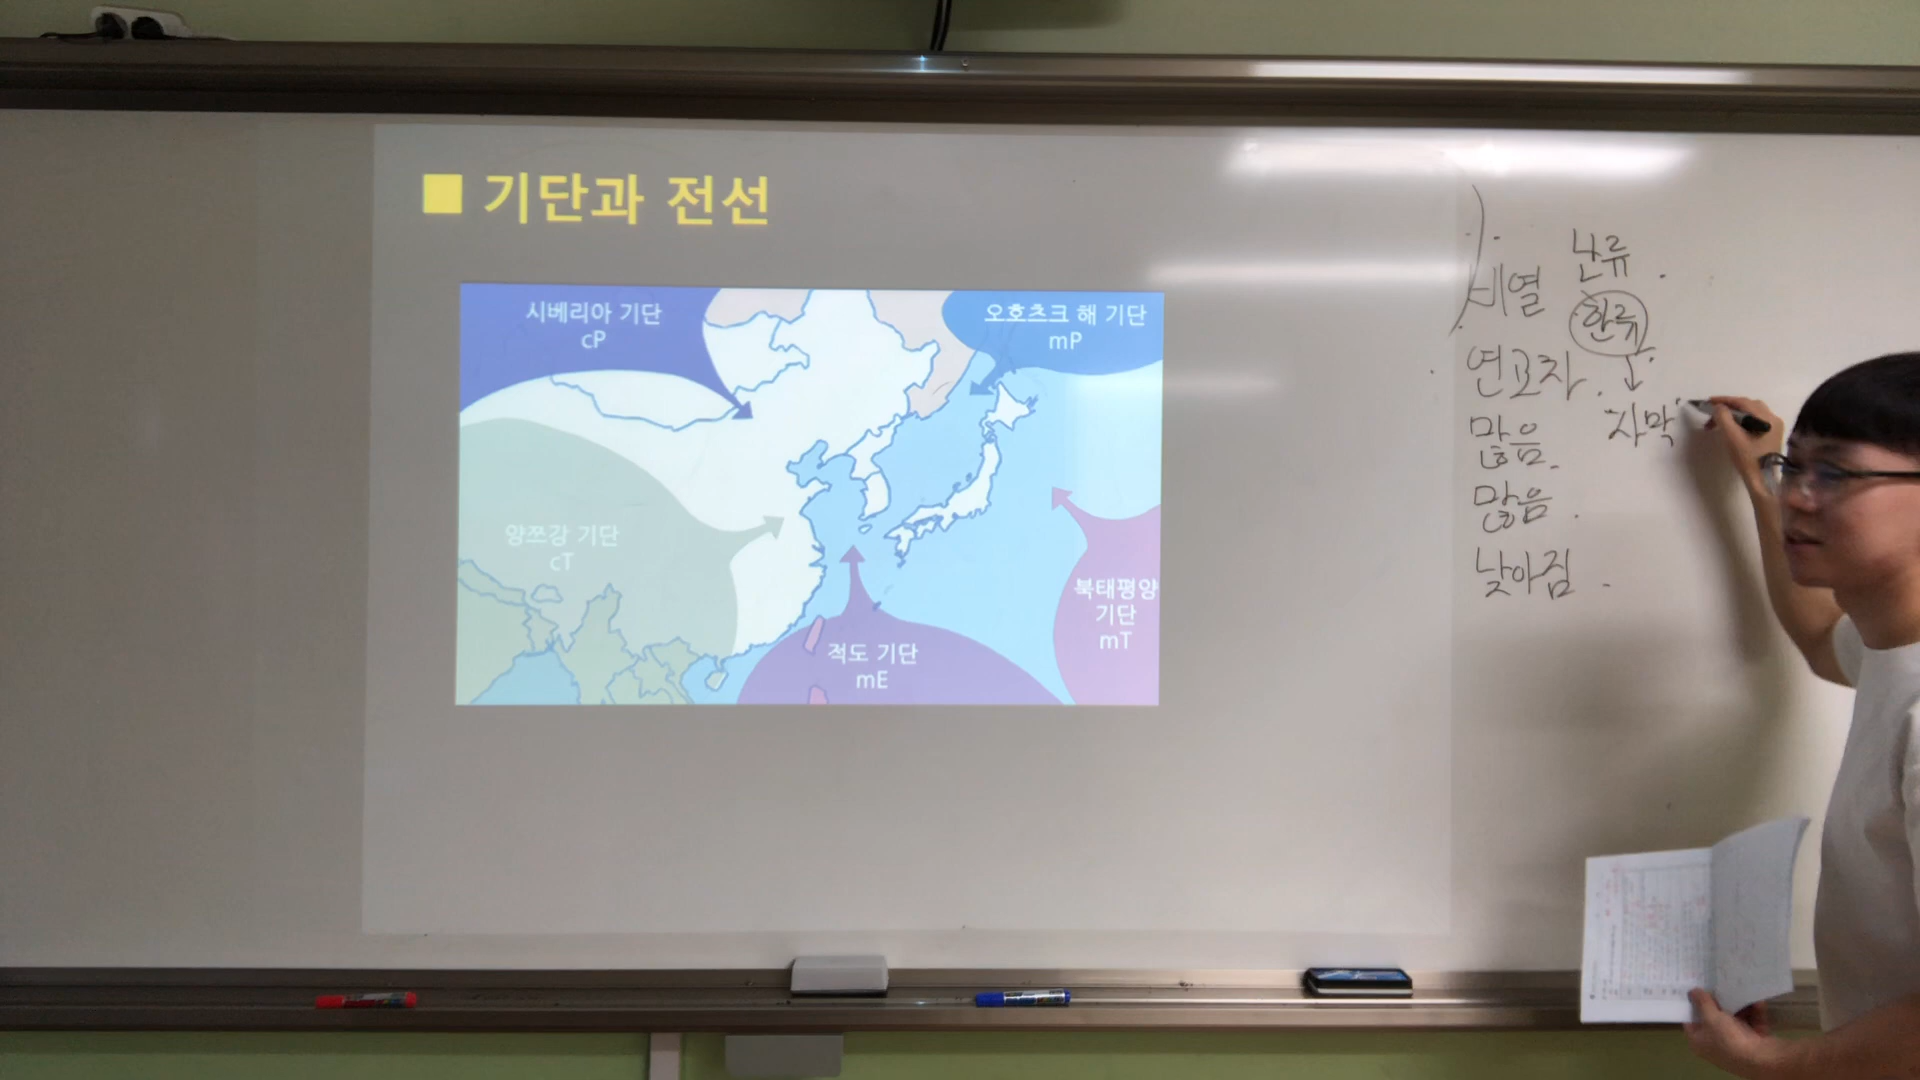 ■ 기단과 전선
시베리아 기단
cP
오호츠크 해 기단
mP
양쯔강 기단
cT
북태평양
기단
mT
적도 기단
mE
비열
연교차.
많음.
많음.
낮아짐.
난류.
한류
사막